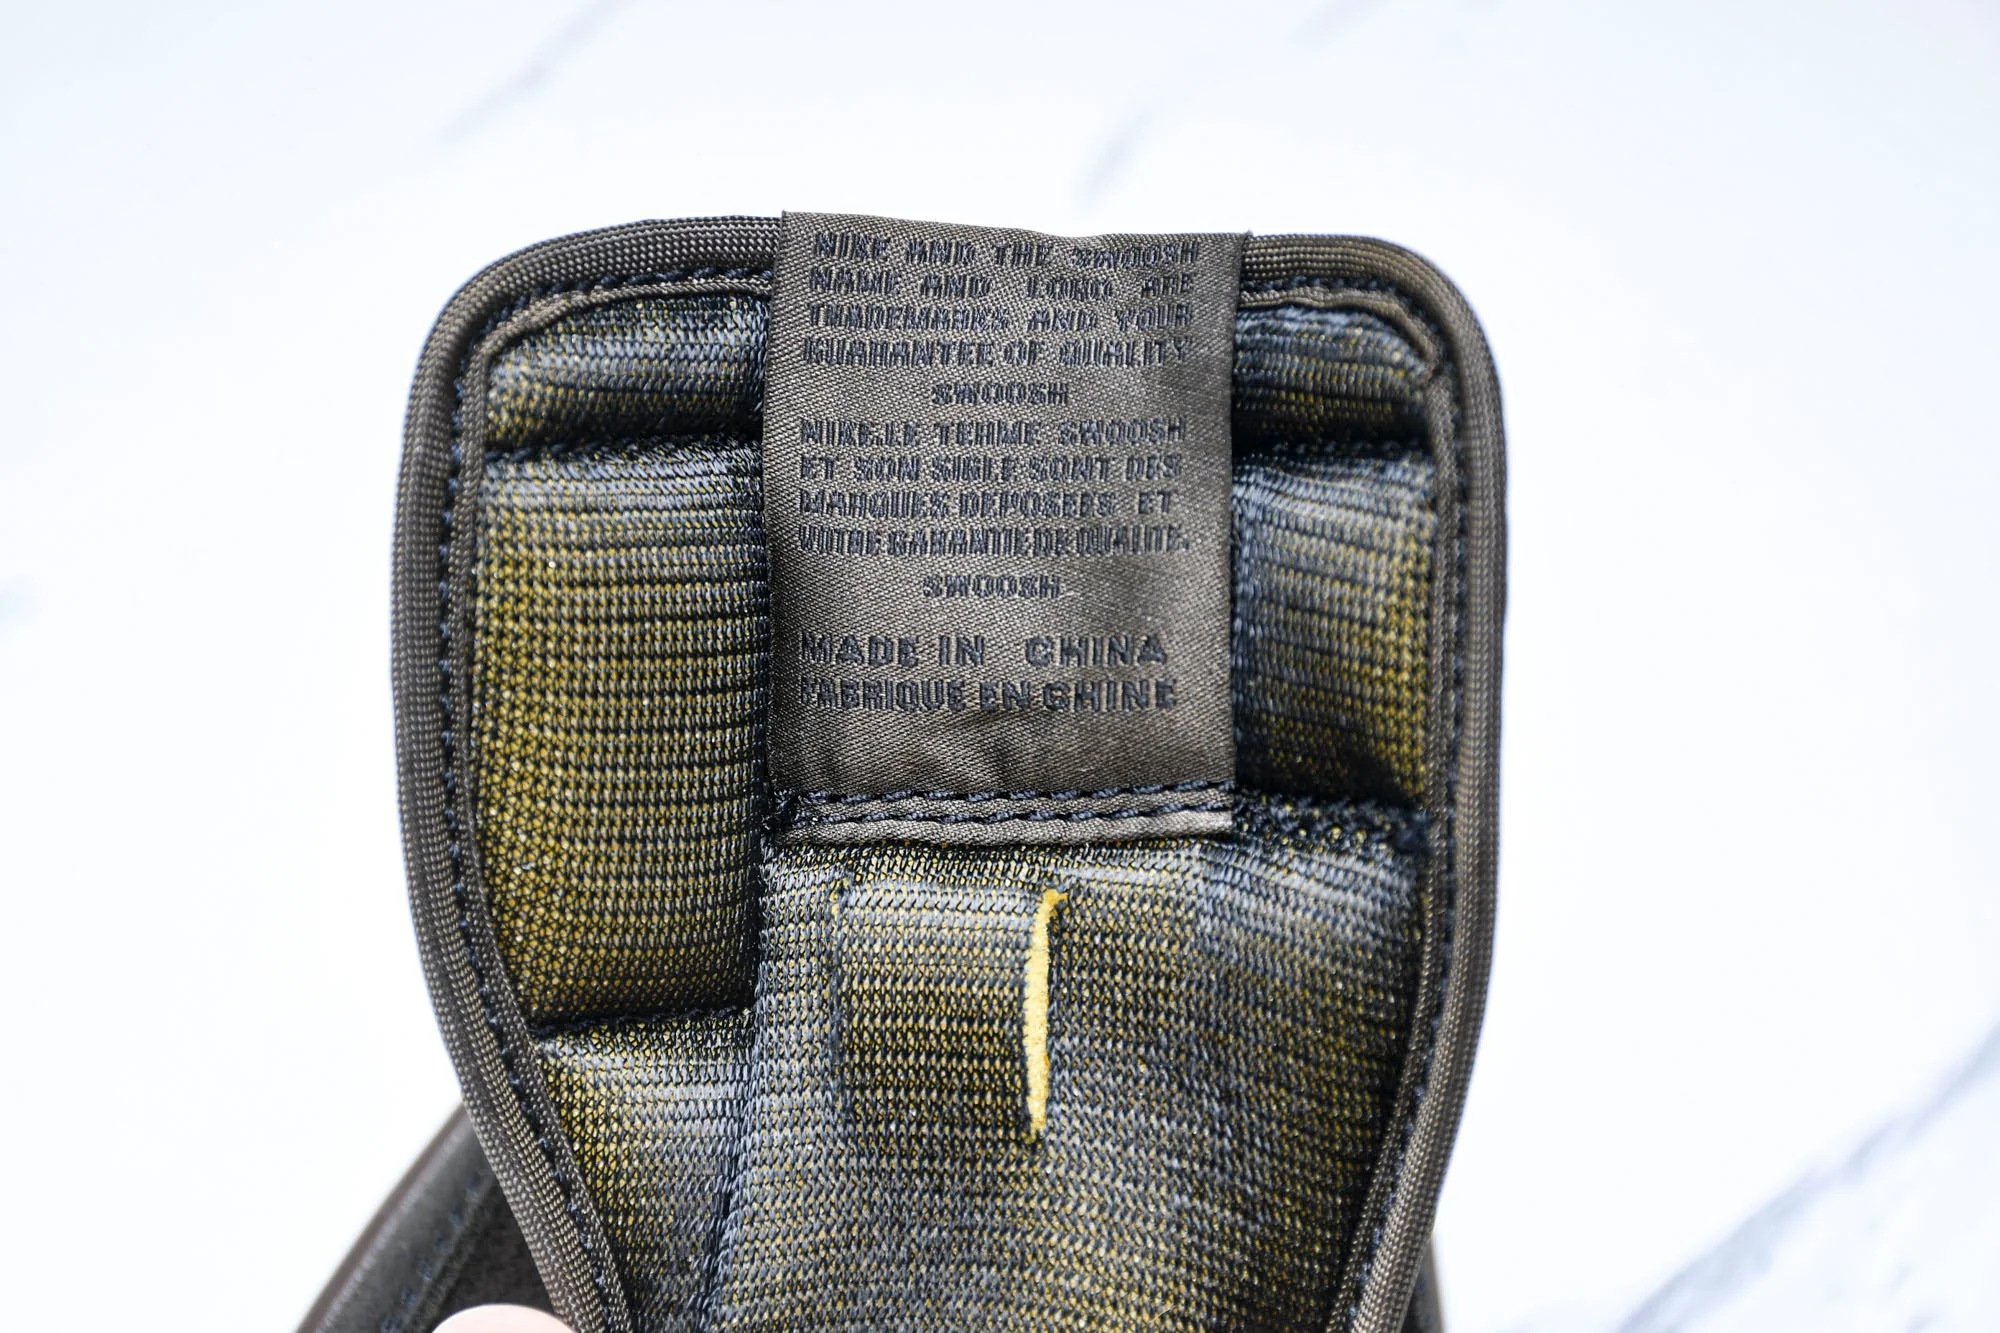 NIKE AND THE SWOOSH
NAME AND LOGO ARE
TRADEMARKS AND YOUR
GUARANTEE OF QUALITY
SWOOSH
NIKE.LE TERME SWOOSH
ET SON SIGLE SONT DES
MARQUES DEPOSEES ET
VOTRE GARANTIE DE QUALITE.
SWOOSH
MADE IN CHINA
FABRIQUE EN CHINE